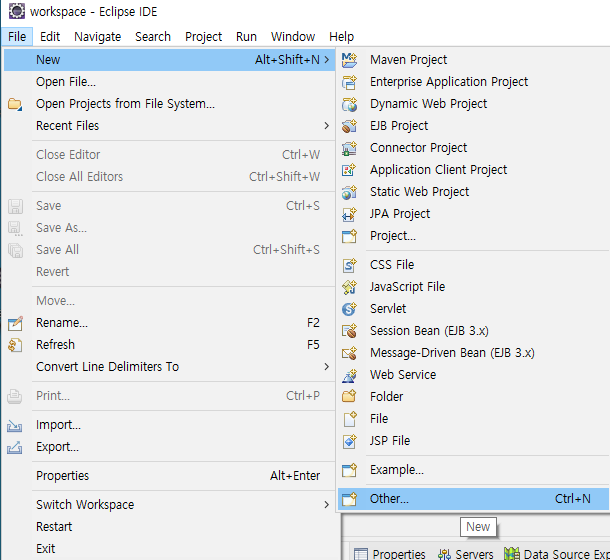 workspace - Eclipse IDE
File Edit Navigate Search Project Run Window Help
New Alt+Shift+N >
Open File...
Open Projects from File System...
Recent Files >
Close Editor Ctrl+W
Close All Editors Ctrl+Shift+W
Save Ctrl+S
Save As...
Save All Ctrl+Shift+S
Revert
Move...
Rename... F2
Refresh F5
Convert Line Delimiters To >
Print... Ctrl+P
Import...
Export...
Properties Alt+Enter
Switch Workspace >
Restart
Exit
Maven Project
Enterprise Application Project
Dynamic Web Project
EJB Project
Connector Project
Application Client Project
Static Web Project
JPA Project
Project...
CSS File
JavaScript File
Servlet
Session Bean (EJB 3.x)
Message-Driven Bean (EJB 3.x)
Web Service
Folder
File
JSP File
Example...
Other... Ctrl+N
New
Properties Servers Data Source Exp